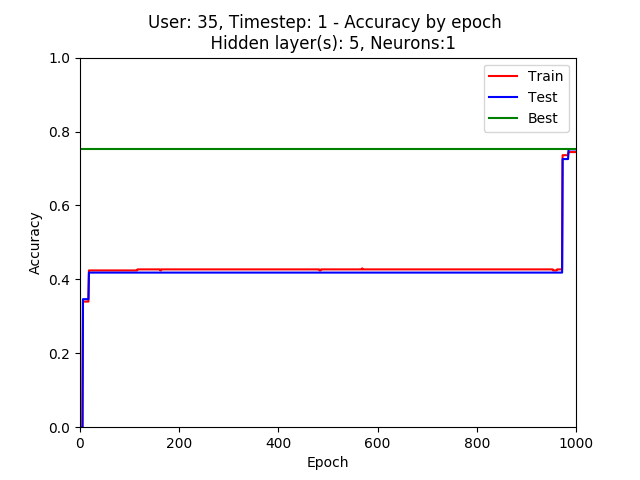 User: 35, Timestep: 1 - Accuracy by epoch
Hidden layer(s): 5, Neurons:1
1.0
0.8
0.6
0.4
0.2
0.0
Accuracy
Train
Test
Best
0 200 400 600 800 1000
Epoch